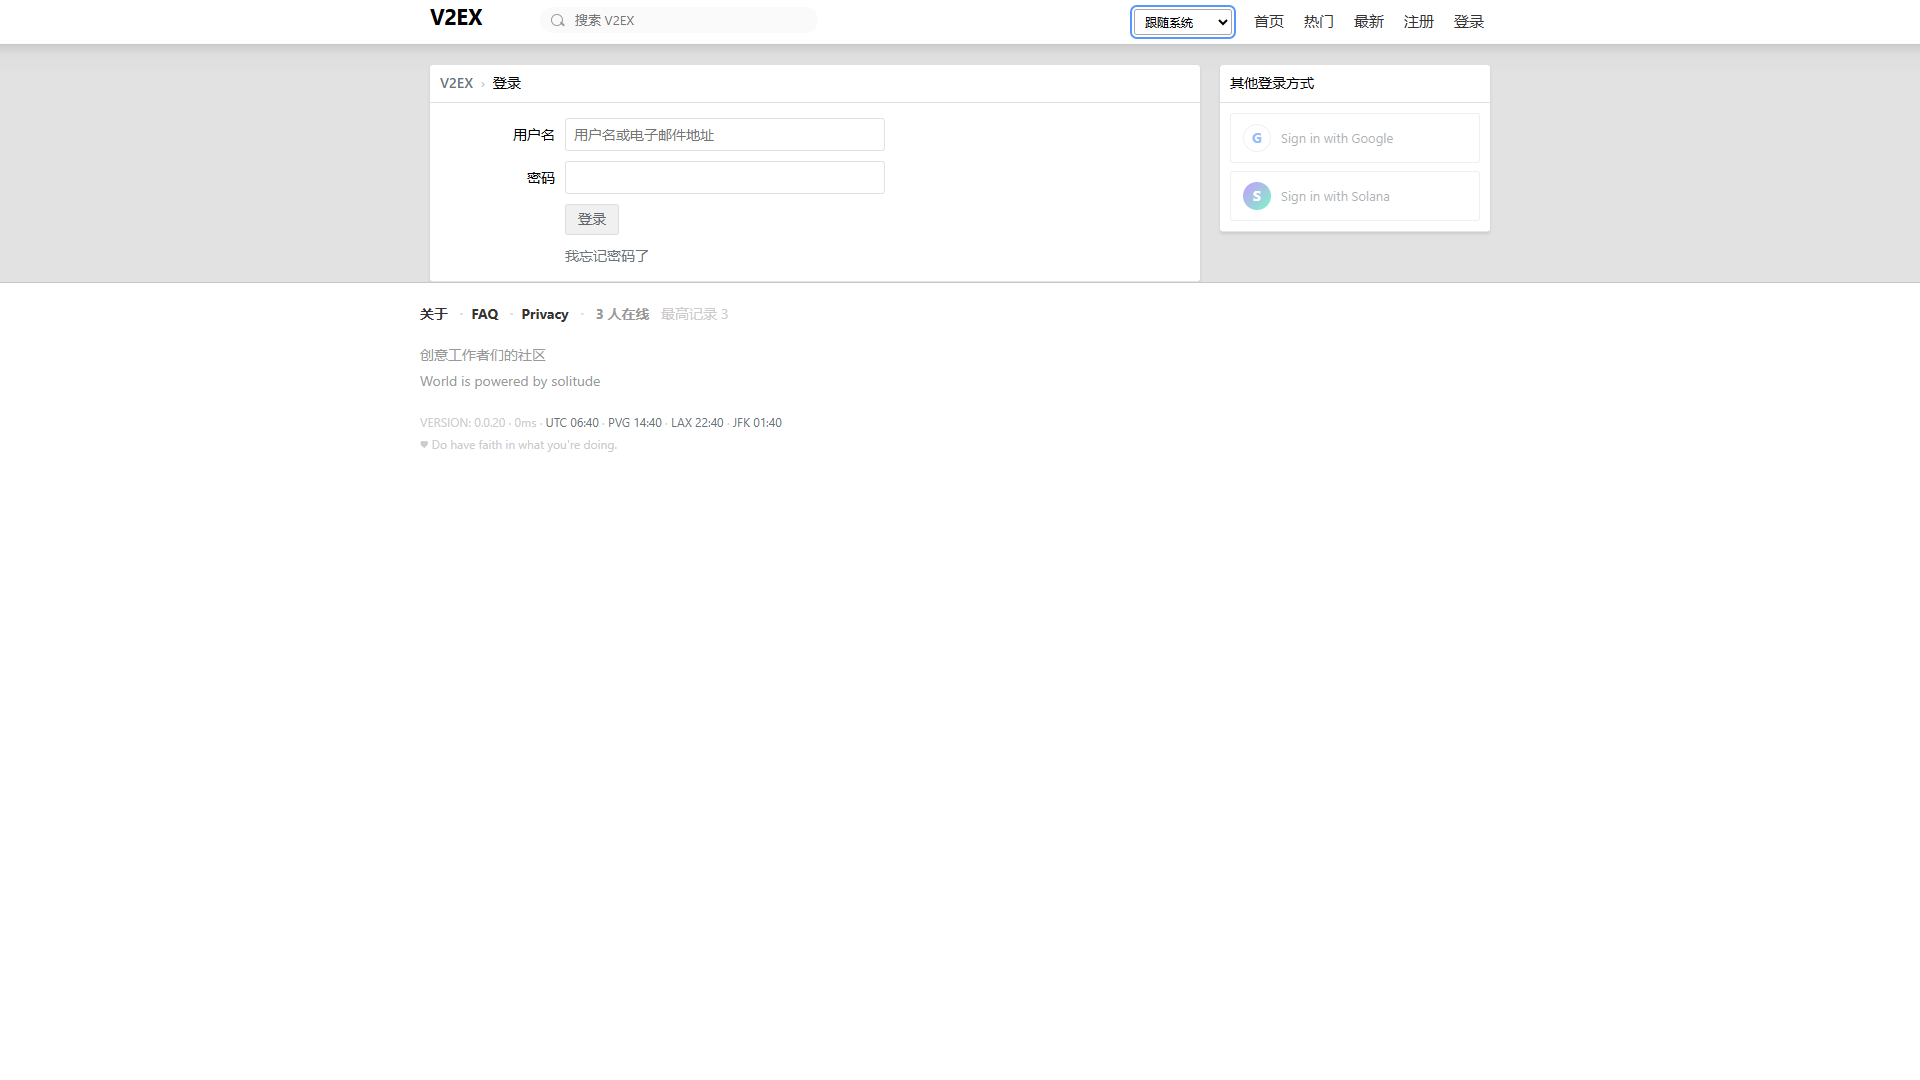 V2EX
搜索 V2EX
跟随系统
首页 热门 最新 注册 登录
V2EX › 登录
用户名 用户名或电子邮件地址
密码
登录
我忘记密码了
其他登录方式
G Sign in with Google
S Sign in with Solana
关于 · FAQ · Privacy · 3 人在线 最高记录 3
创意工作者们的社区
World is powered by solitude
VERSION: 0.0.20 · 0ms · UTC 06:40 · PVG 14:40 · LAX 22:40 · JFK 01:40
♥ Do have faith in what you're doing.